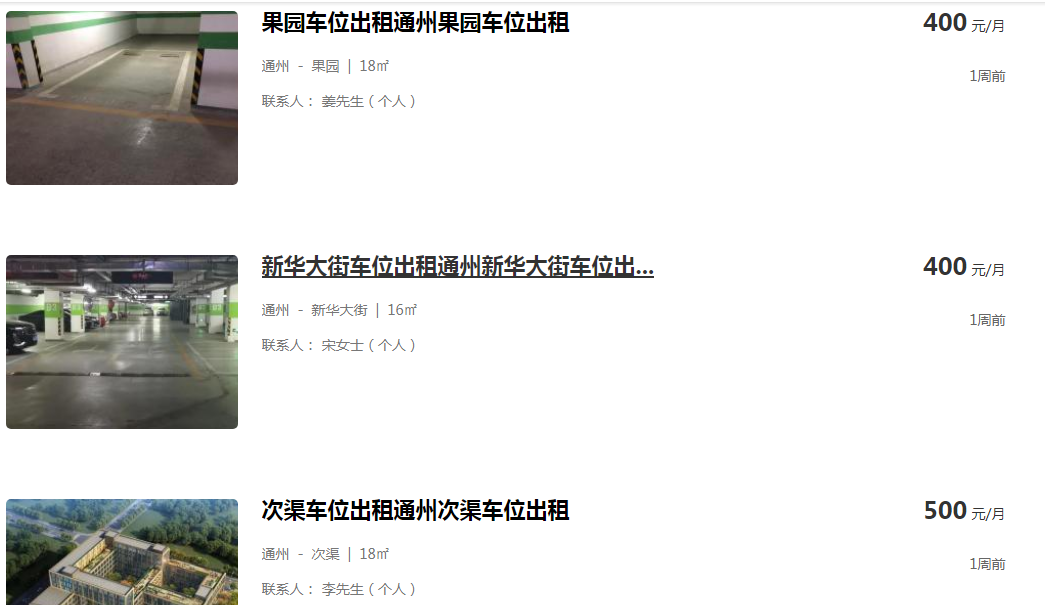 果园车位出租通州果园车位出租
400 元/月
通州 - 果园 | 18㎡
1周前
联系人： 姜先生 ( 个人 )
新华大街车位出租通州新华大街车位出...
400 元/月
通州 - 新华大街 | 16㎡
1周前
联系人： 宋女士 ( 个人 )
次渠车位出租通州次渠车位出租
500 元/月
通州 - 次渠 | 18㎡
1周前
联系人： 李先生 ( 个人 )